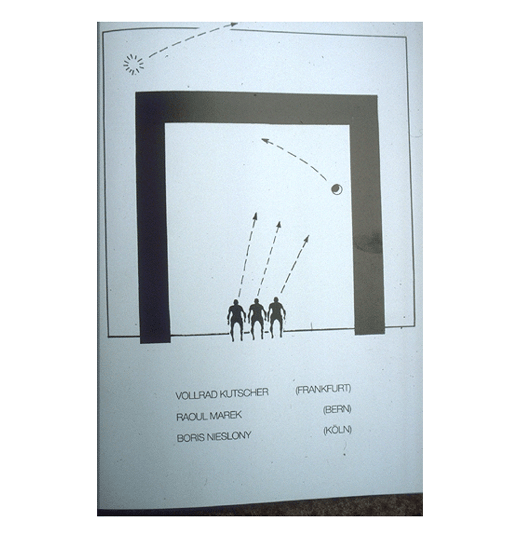 VOLLRAD KUTSCHER (FRANKFURT)
RAOUL MAREK (BERN)
BORIS NIESLONY (KÖLN)